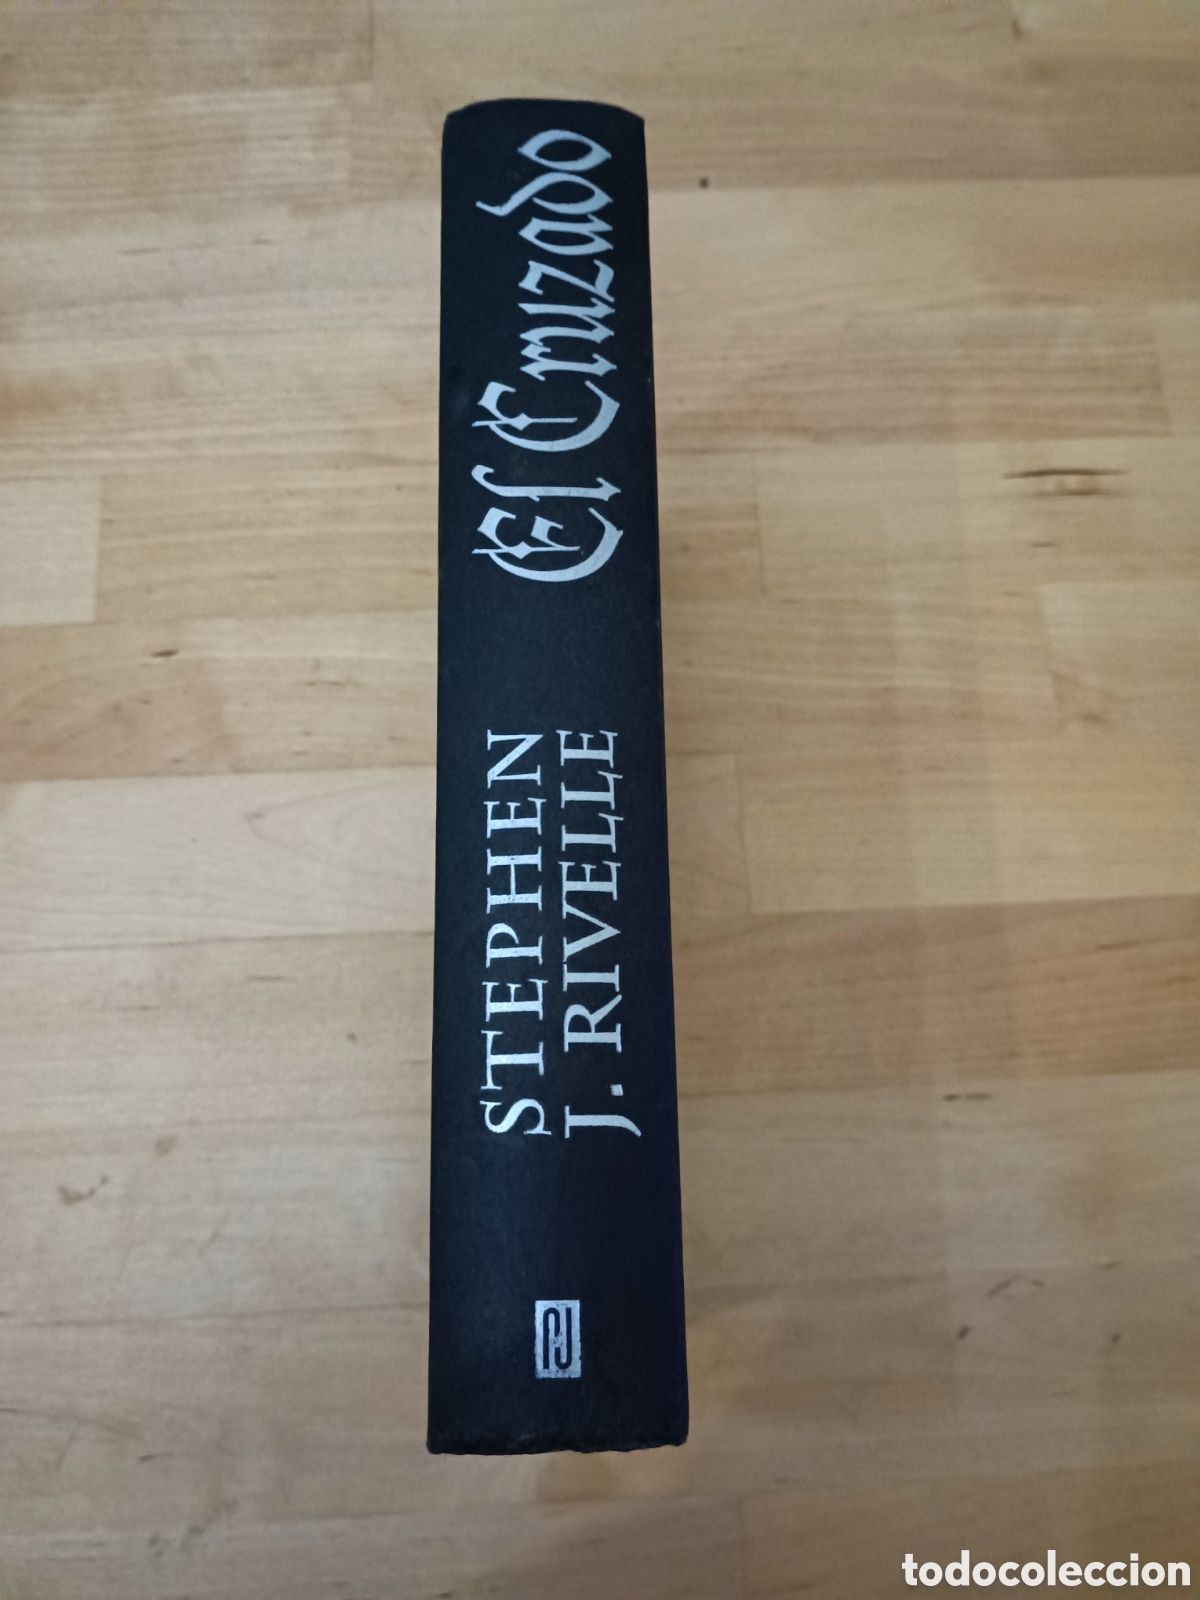 El Cruzado
STEPHEN
J. RIVELLE
todocoleccion